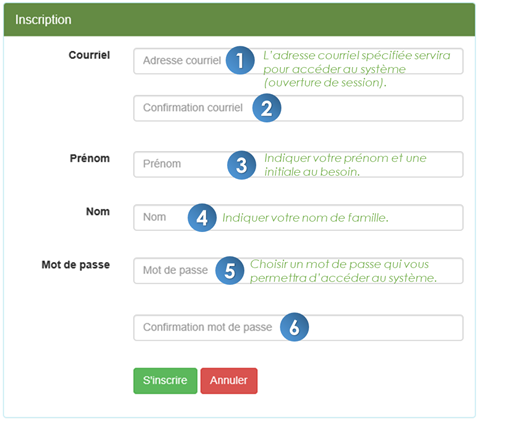 Inscription
Courriel
Adresse courriel 1 L'adresse courriel spécifiée servira
pour accéder au système
(ouverture de session).
Confirmation courriel 2
Prénom
Prénom 3 Indiquer votre prénom et une
initiale au besoin.
Nom
Nom 4 Indiquer votre nom de famille.
Mot de passe
Mot de passe 5 Choisir un mot de passe qui vous
permettra d'accéder au système.
Confirmation mot de passe 6
S'inscrire Annuler